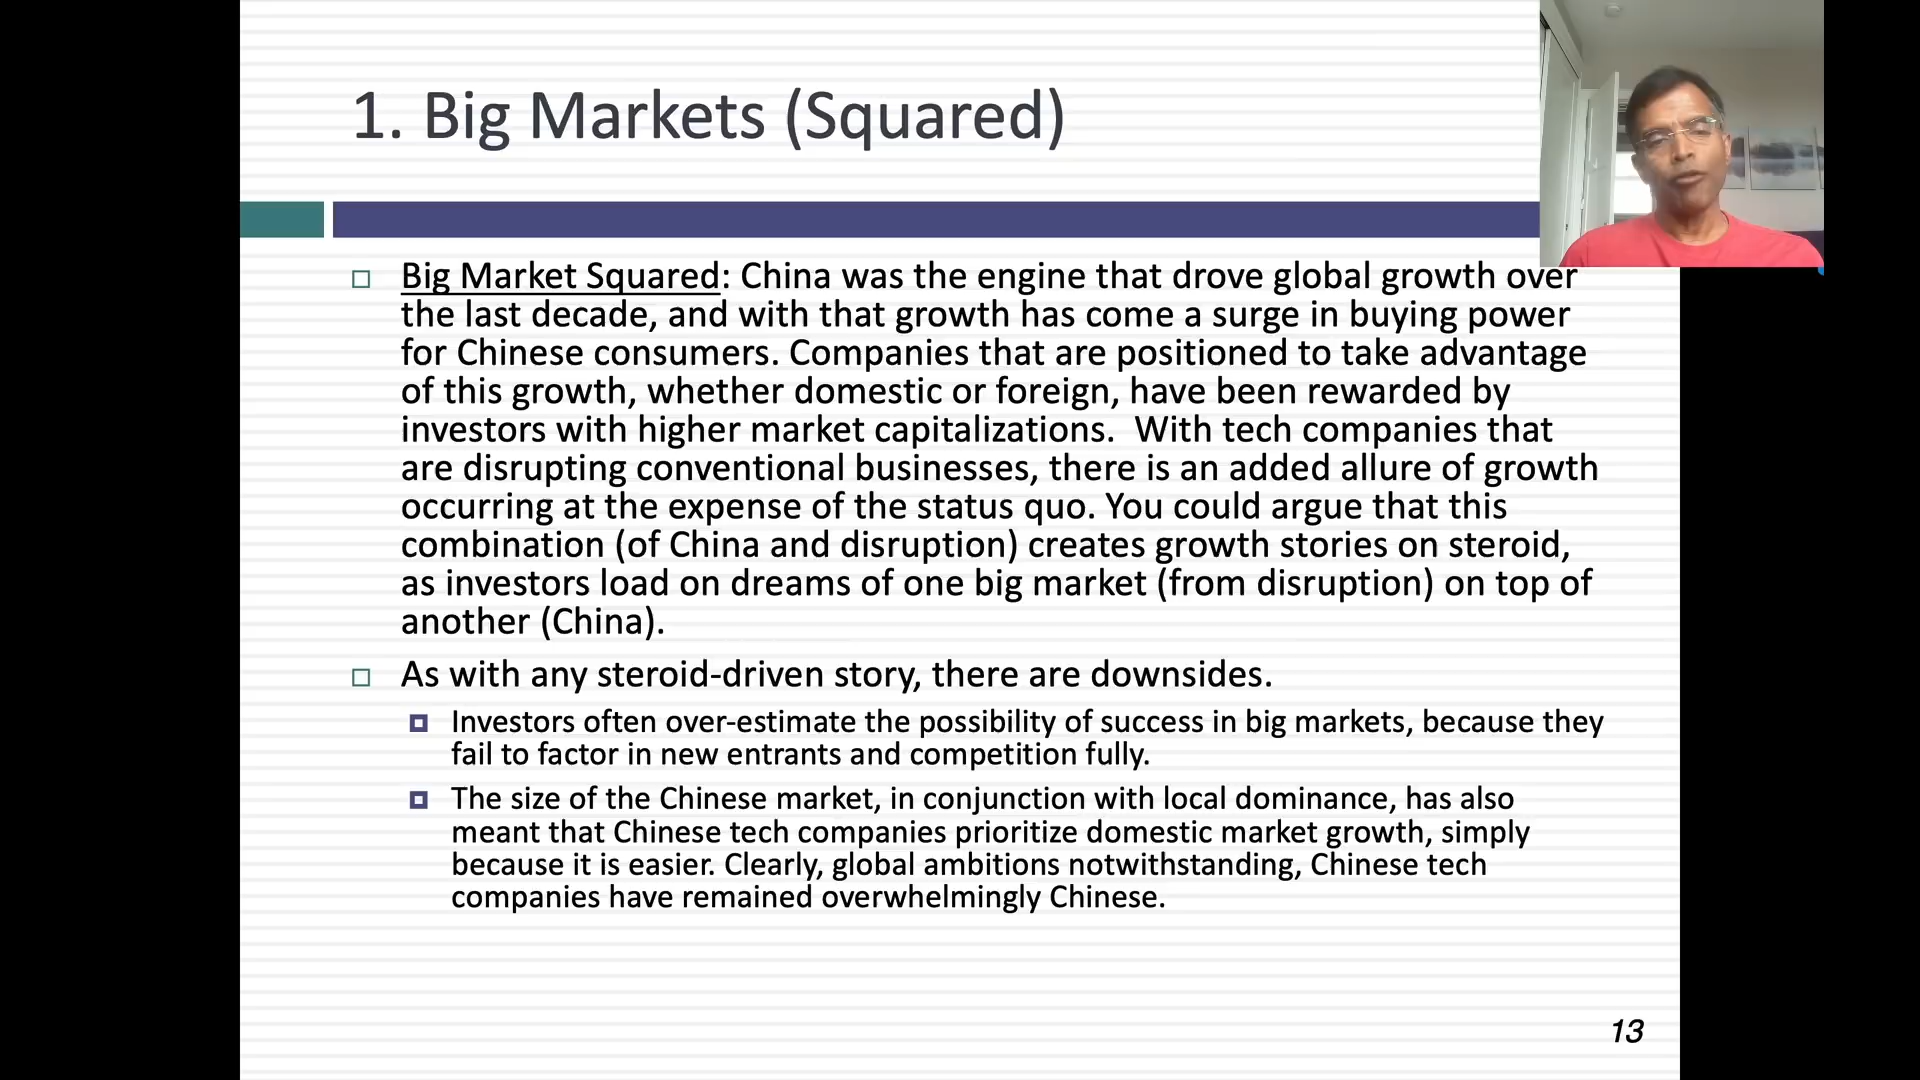 1. Big Markets (Squared)
Big Market Squared: China was the engine that drove global growth over
the last decade, and with that growth has come a surge in buying power
for Chinese consumers. Companies that are positioned to take advantage
of this growth, whether domestic or foreign, have been rewarded by
investors with higher market capitalizations.  With tech companies that
are disrupting conventional businesses, there is an added allure of growth
occurring at the expense of the status quo. You could argue that this
combination (of China and disruption) creates growth stories on steroid,
as investors load on dreams of one big market (from disruption) on top of
another (China).
As with any steroid-driven story, there are downsides.
Investors often over-estimate the possibility of success in big markets, because they
fail to factor in new entrants and competition fully.
The size of the Chinese market, in conjunction with local dominance, has also
meant that Chinese tech companies prioritize domestic market growth, simply
because it is easier. Clearly, global ambitions notwithstanding, Chinese tech
companies have remained overwhelmingly Chinese.
13